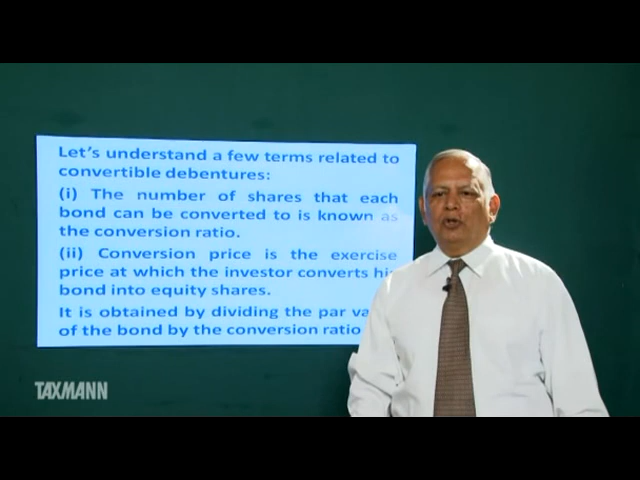 Let's understand a few terms related to
convertible debentures:
(i) The number of shares that each
bond can be converted to is known as
the conversion ratio.
(ii) Conversion price is the exercise
price at which the investor converts his
bond into equity shares.
It is obtained by dividing the par
of the bond by the conversion ratio
TAXMANN